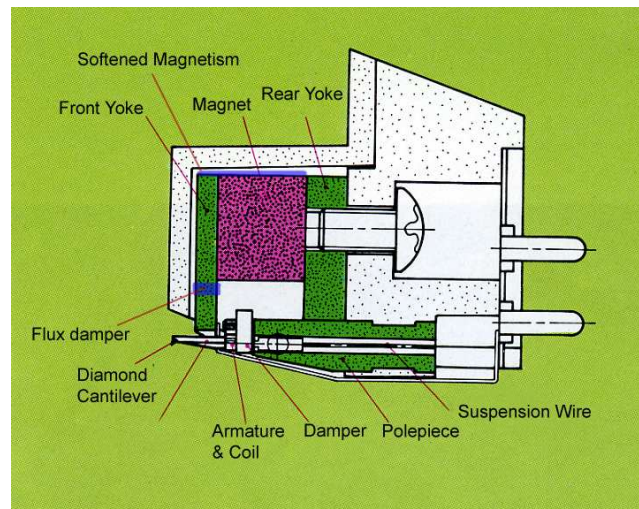 Softened Magnetism
Magnet
Rear Yoke
Front Yoke
Flux damper
Diamond
Cantilever
Armature
& Coil
Damper
Polepiece
Suspension Wire